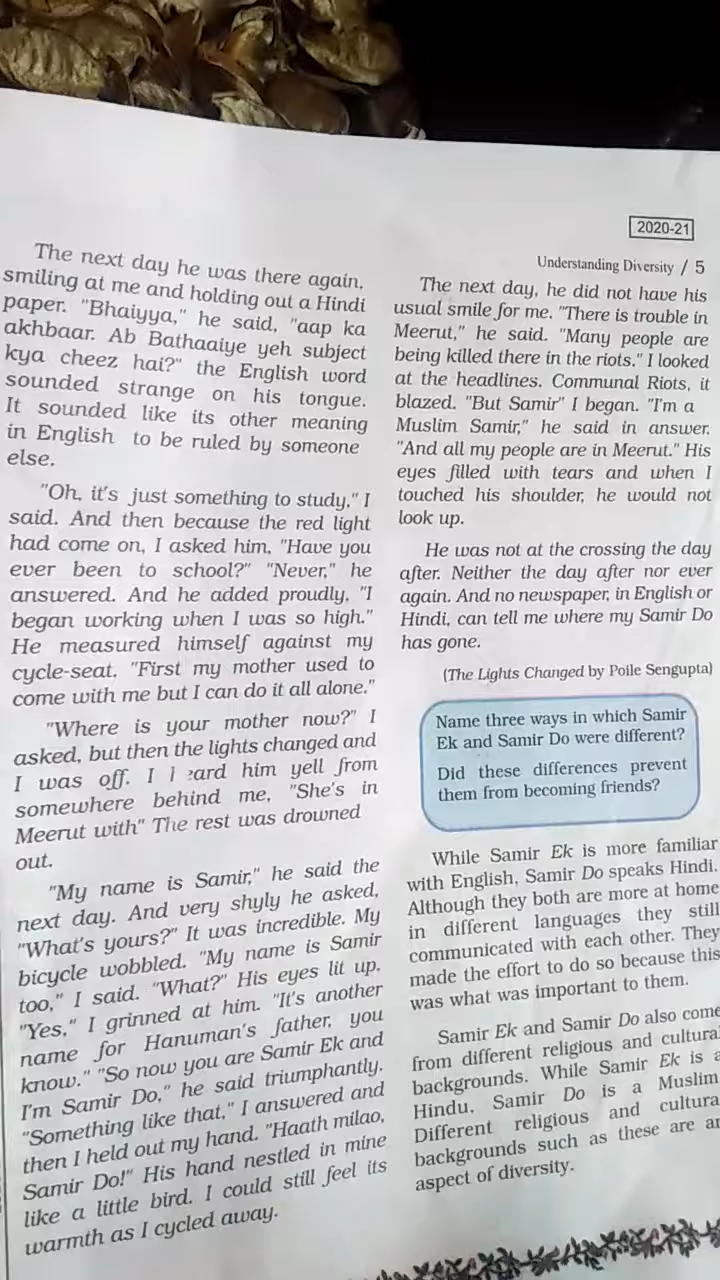 2020-21
Understanding Diversity / 5
The next day he was there again,
smiling at me and holding out a Hindi
paper. "Bhaiyya," he said, "aap ka
akhbaar. Ab Bathaaiye yeh subject
kya cheez hai?" the English word
sounded strange on his tongue.
It sounded like its other meaning
in English to be ruled by someone
else.
"Oh, it's just something to study," I
said. And then because the red light
had come on, I asked him, "Have you
ever been to school?" "Never," he
answered. And he added proudly, "I
began working when I was so high."
He measured himself against my
cycle-seat. "First my mother used to
come with me but I can do it all alone."
"Where is your mother now?" I
asked, but then the lights changed and
I was off. I heard him yell from
somewhere behind me, "She's in
Meerut with" The rest was drowned
out.
"My name is Samir," he said the
next day. And very shyly he asked,
"What's yours?" It was incredible. My
bicycle wobbled. "My name is Samir
too," I said. "What?" His eyes lit up.
"Yes," I grinned at him. "It's another
name for Hanuman's father, you
know." "So now you are Samir Ek and
I'm Samir Do," he said triumphantly.
"Something like that," I answered and
then I held out my hand. "Haath milao,
Samir Do!" His hand nestled in mine
like a little bird. I could still feel its
warmth as I cycled away.
The next day, he did not have his
usual smile for me. "There is trouble in
Meerut," he said. "Many people are
being killed there in the riots." I looked
at the headlines. Communal Riots, it
blazed. "But Samir" I began. "I'm a
Muslim Samir," he said in answer.
"And all my people are in Meerut." His
eyes filled with tears and when I
touched his shoulder, he would not
look up.
He was not at the crossing the day
after. Neither the day after nor ever
again. And no newspaper, in English or
Hindi, can tell me where my Samir Do
has gone.
(The Lights Changed by Poile Sengupta)
Name three ways in which Samir
Ek and Samir Do were different?
Did these differences prevent
them from becoming friends?
While Samir Ek is more familiar
with English, Samir Do speaks Hindi.
Although they both are more at home
in different languages they still
communicated with each other. They
made the effort to do so because this
was what was important to them.
Samir Ek and Samir Do also come
from different religious and cultura
backgrounds. While Samir Ek is a
Hindu, Samir Do is a Muslim
Different religious and cultura
backgrounds such as these are an
aspect of diversity.